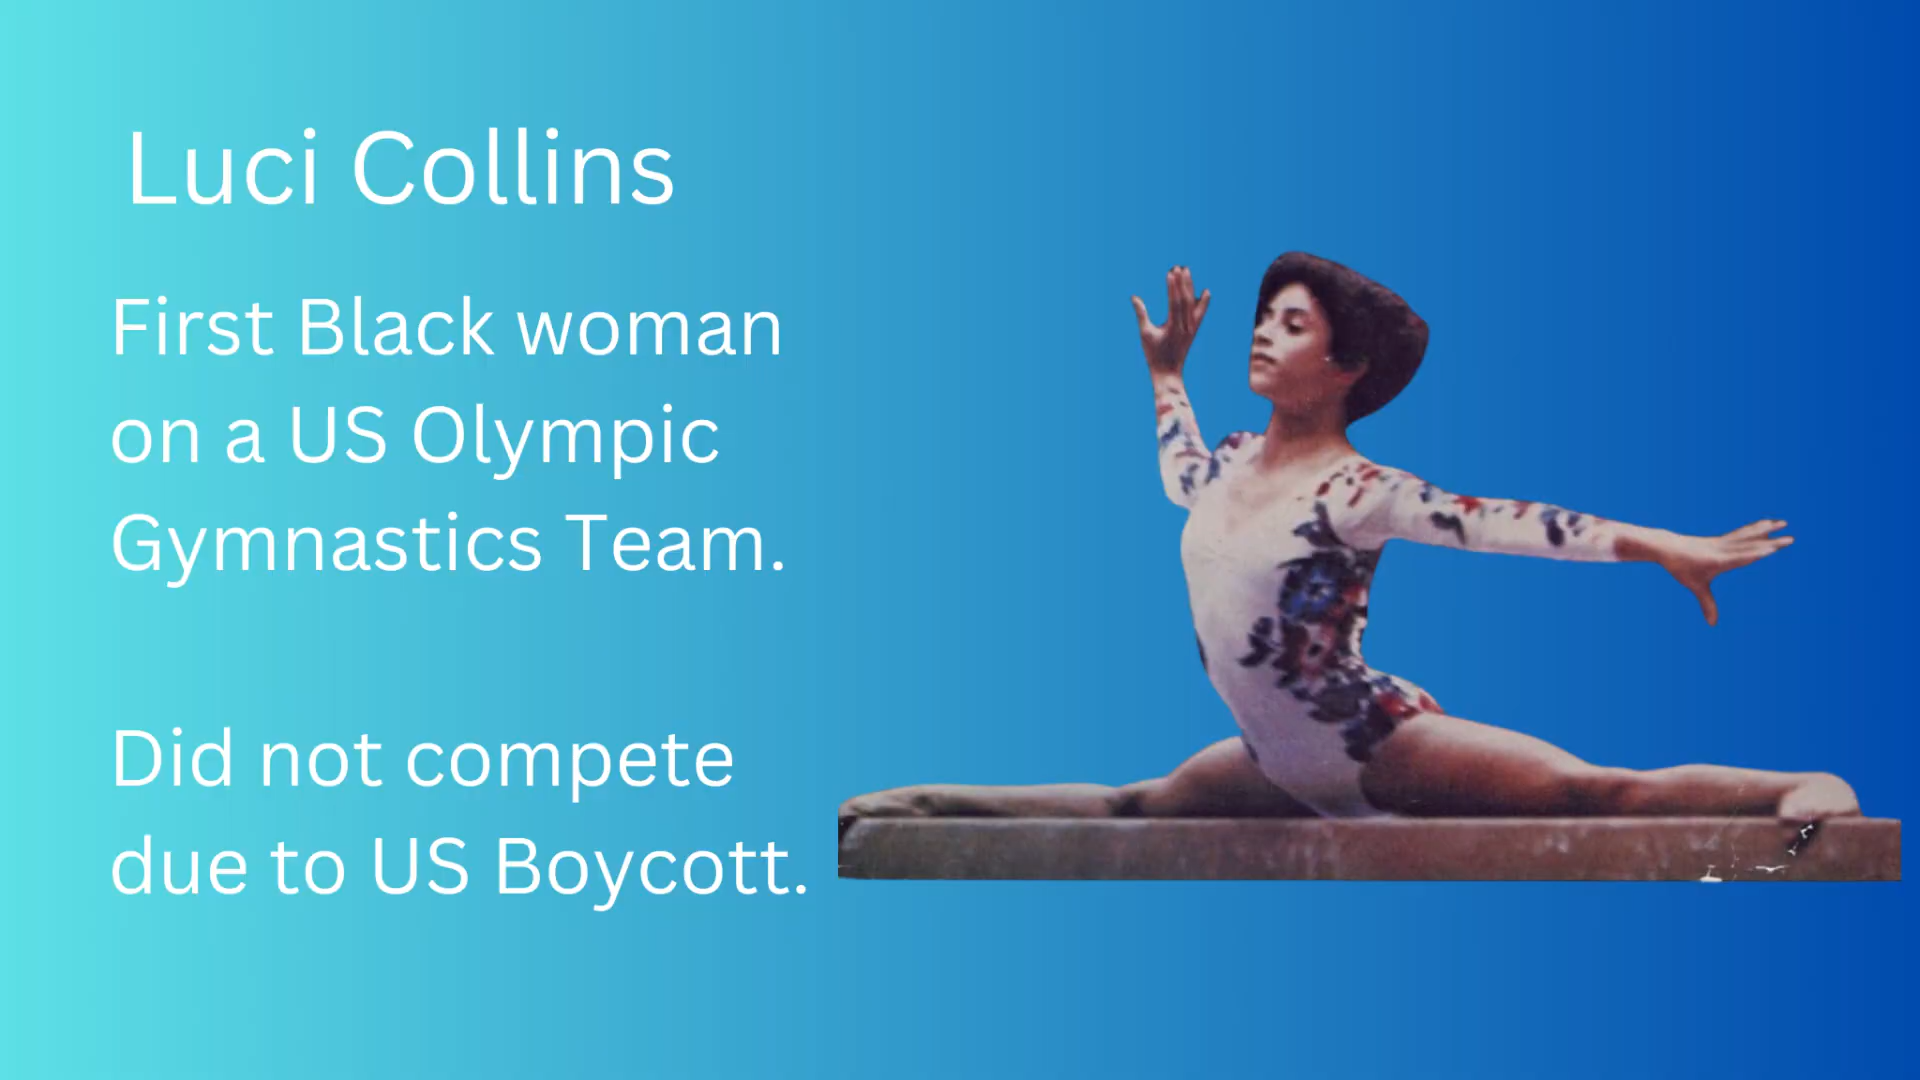 Luci Collins
First Black woman
on a US Olympic
Gymnastics Team.
Did not compete
due to US Boycott.